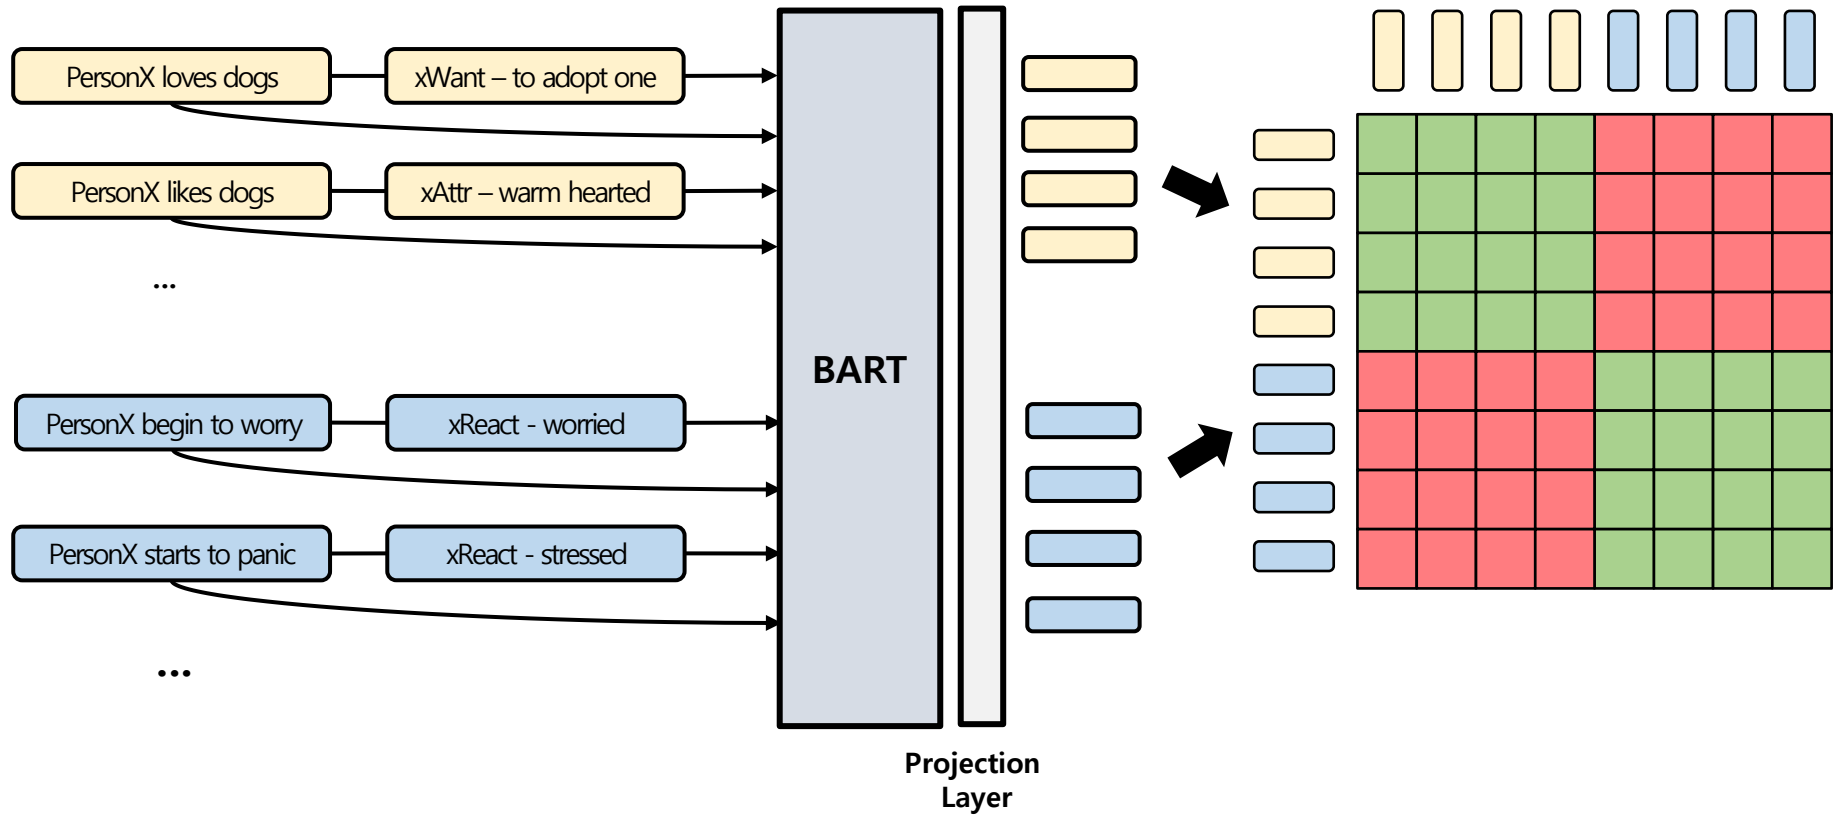 PersonX loves dogs
xWant – to adopt one
PersonX likes dogs
xAttr – warm hearted
...
PersonX begin to worry
xReact - worried
PersonX starts to panic
xReact - stressed
...
BART
Projection
Layer